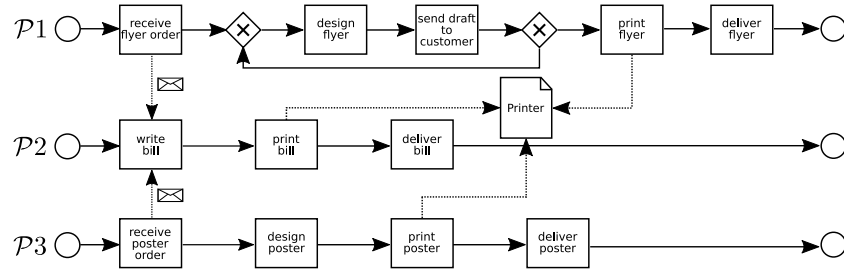 P1
receive
flyer order
design
flyer
send draft
to
customer
print
flyer
deliver
flyer
Printer
P2
write
bill
print
bill
deliver
bill
P3
receive
poster
order
design
poster
print
poster
deliver
poster